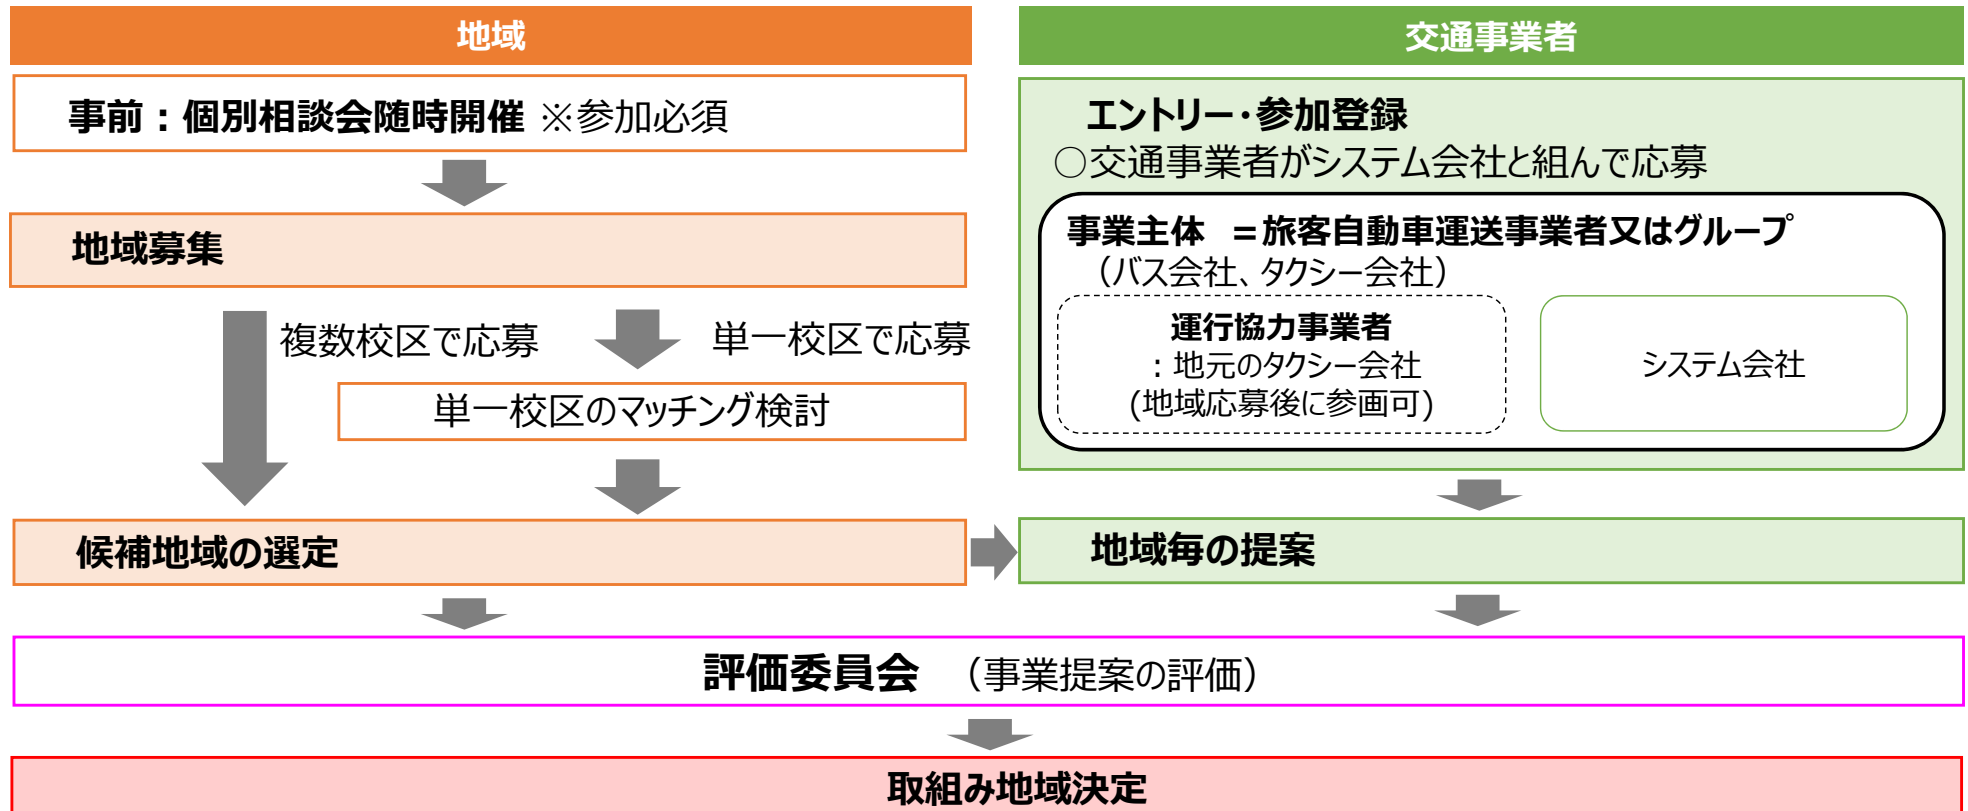 地域
事前：個別相談会随時開催 ※参加必須
地域募集
複数校区で応募
単一校区で応募
単一校区のマッチング検討
候補地域の選定
交通事業者
エントリー・参加登録
○交通事業者がシステム会社と組んで応募
事業主体 ＝旅客自動車運送事業者又はグループ
（バス会社、タクシー会社）
運行協力事業者
：地元のタクシー会社
(地域応募後に参画可)
システム会社
地域毎の提案
評価委員会 （事業提案の評価）
取組み地域決定